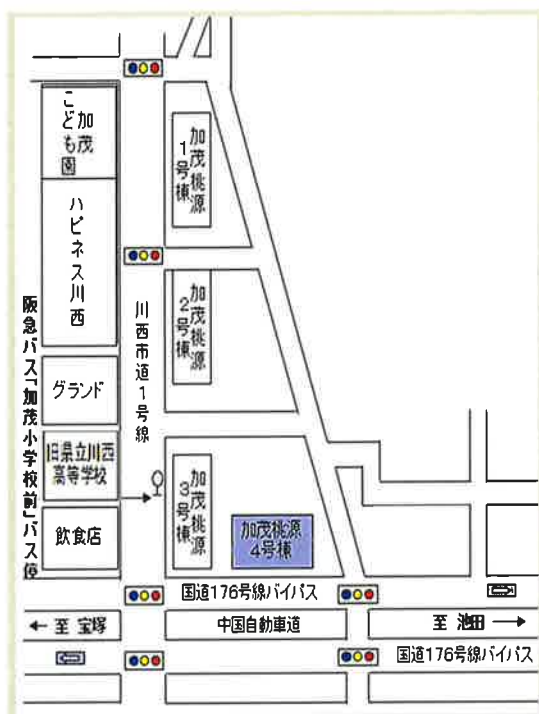 加茂
こども園
ハピネス川西
グランド
旧県立川西
高等学校
飲食店
阪急バス「加茂小学校前」バス停
川西市道1号線
加茂桃源
1号棟
加茂桃源
2号棟
加茂桃源
3号棟
加茂桃源
4号棟
国道176号線バイパス
← 至 宝塚
中国自動車道
至 池田 →
国道176号線バイパス